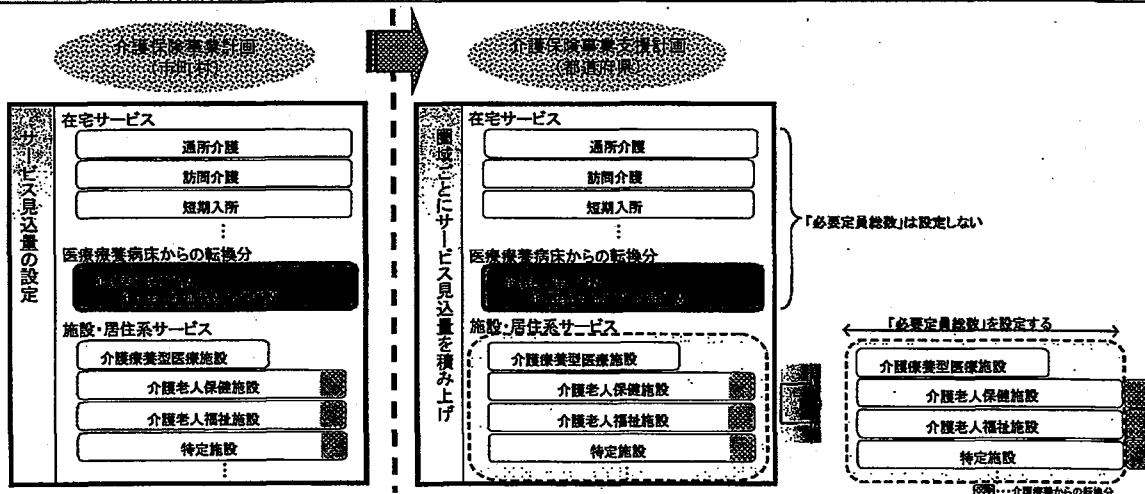 介護保険事業計画
(市町村)
介護保険事業支援計画
(都道府県)
サービス見込量の設定
在宅サービス
通所介護
訪問介護
短期入所
⋮
医療療養病床からの転換分
施設・居住系サービス
介護療養型医療施設
介護老人保健施設
介護老人福祉施設
特定施設
⋮
圏域ごとにサービス見込量を積み上げ
在宅サービス
通所介護
訪問介護
短期入所
⋮
医療療養病床からの転換分
施設・居住系サービス
介護療養型医療施設
介護老人保健施設
介護老人福祉施設
特定施設
⋮
「必要定員総数」は設定しない
「必要定員総数」を設定する
介護療養型医療施設
介護老人保健施設
介護老人福祉施設
特定施設
⋮
…介護療養からの転換分